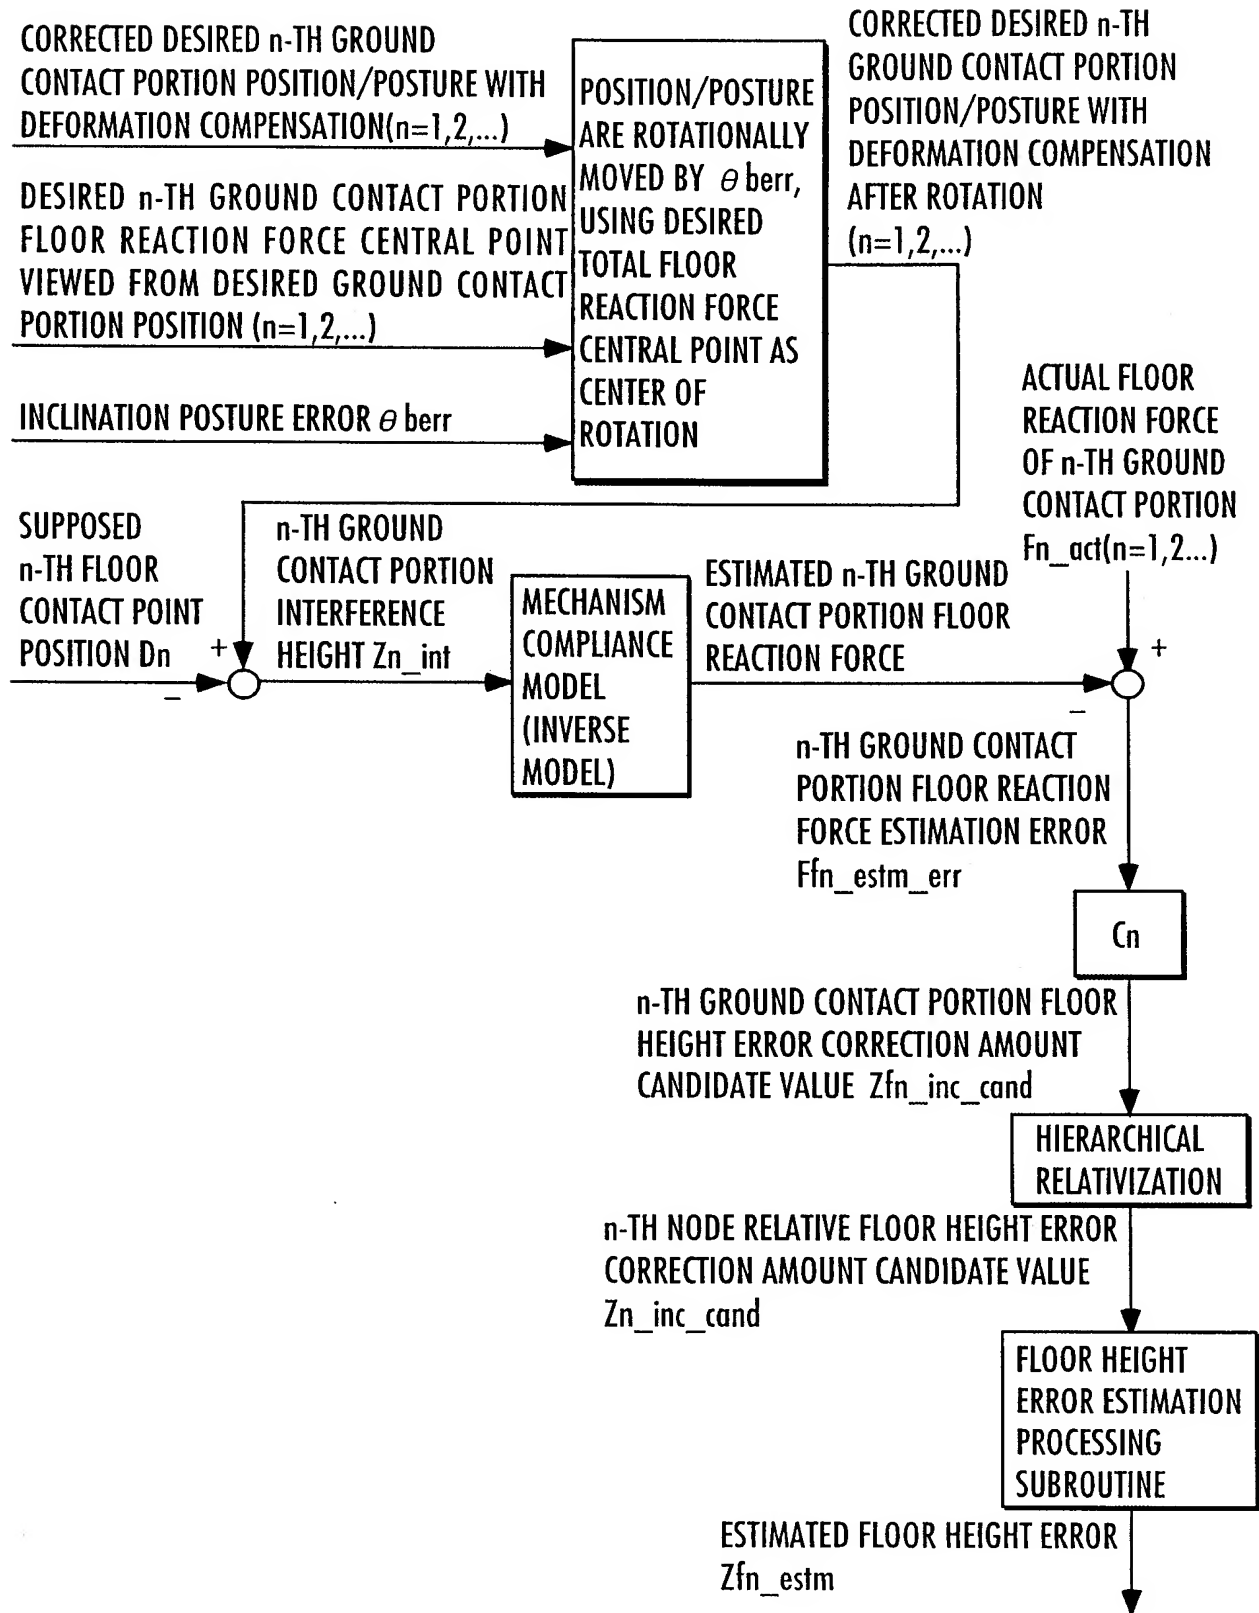 CORRECTED DESIRED n-TH GROUND
CONTACT PORTION POSITION/POSTURE WITH
DEFORMATION COMPENSATION(n=1,2,...)
DESIRED n-TH GROUND CONTACT PORTION
FLOOR REACTION FORCE CENTRAL POINT
VIEWED FROM DESIRED GROUND CONTACT
PORTION POSITION (n=1,2,...)
INCLINATION POSTURE ERROR θ berr
POSITION/POSTURE
ARE ROTATIONALLY
MOVED BY θ berr,
USING DESIRED
TOTAL FLOOR
REACTION FORCE
CENTRAL POINT AS
CENTER OF
ROTATION
CORRECTED DESIRED n-TH
GROUND CONTACT PORTION
POSITION/POSTURE WITH
DEFORMATION COMPENSATION
AFTER ROTATION
(n=1,2,...)
ACTUAL FLOOR
REACTION FORCE
OF n-TH GROUND
CONTACT PORTION
Fn_act(n=1,2...)
SUPPOSED
n-TH FLOOR
CONTACT POINT
POSITION Dn
+
−
n-TH GROUND
CONTACT PORTION
INTERFERENCE
HEIGHT Zn_int
MECHANISM
COMPLIANCE
MODEL
(INVERSE
MODEL)
ESTIMATED n-TH GROUND
CONTACT PORTION FLOOR
REACTION FORCE
+
−
n-TH GROUND CONTACT
PORTION FLOOR REACTION
FORCE ESTIMATION ERROR
Ffn_estm_err
Cn
n-TH GROUND CONTACT PORTION FLOOR
HEIGHT ERROR CORRECTION AMOUNT
CANDIDATE VALUE Zfn_inc_cand
HIERARCHICAL
RELATIVIZATION
n-TH NODE RELATIVE FLOOR HEIGHT ERROR
CORRECTION AMOUNT CANDIDATE VALUE
Zn_inc_cand
FLOOR HEIGHT
ERROR ESTIMATION
PROCESSING
SUBROUTINE
ESTIMATED FLOOR HEIGHT ERROR
Zfn_estm